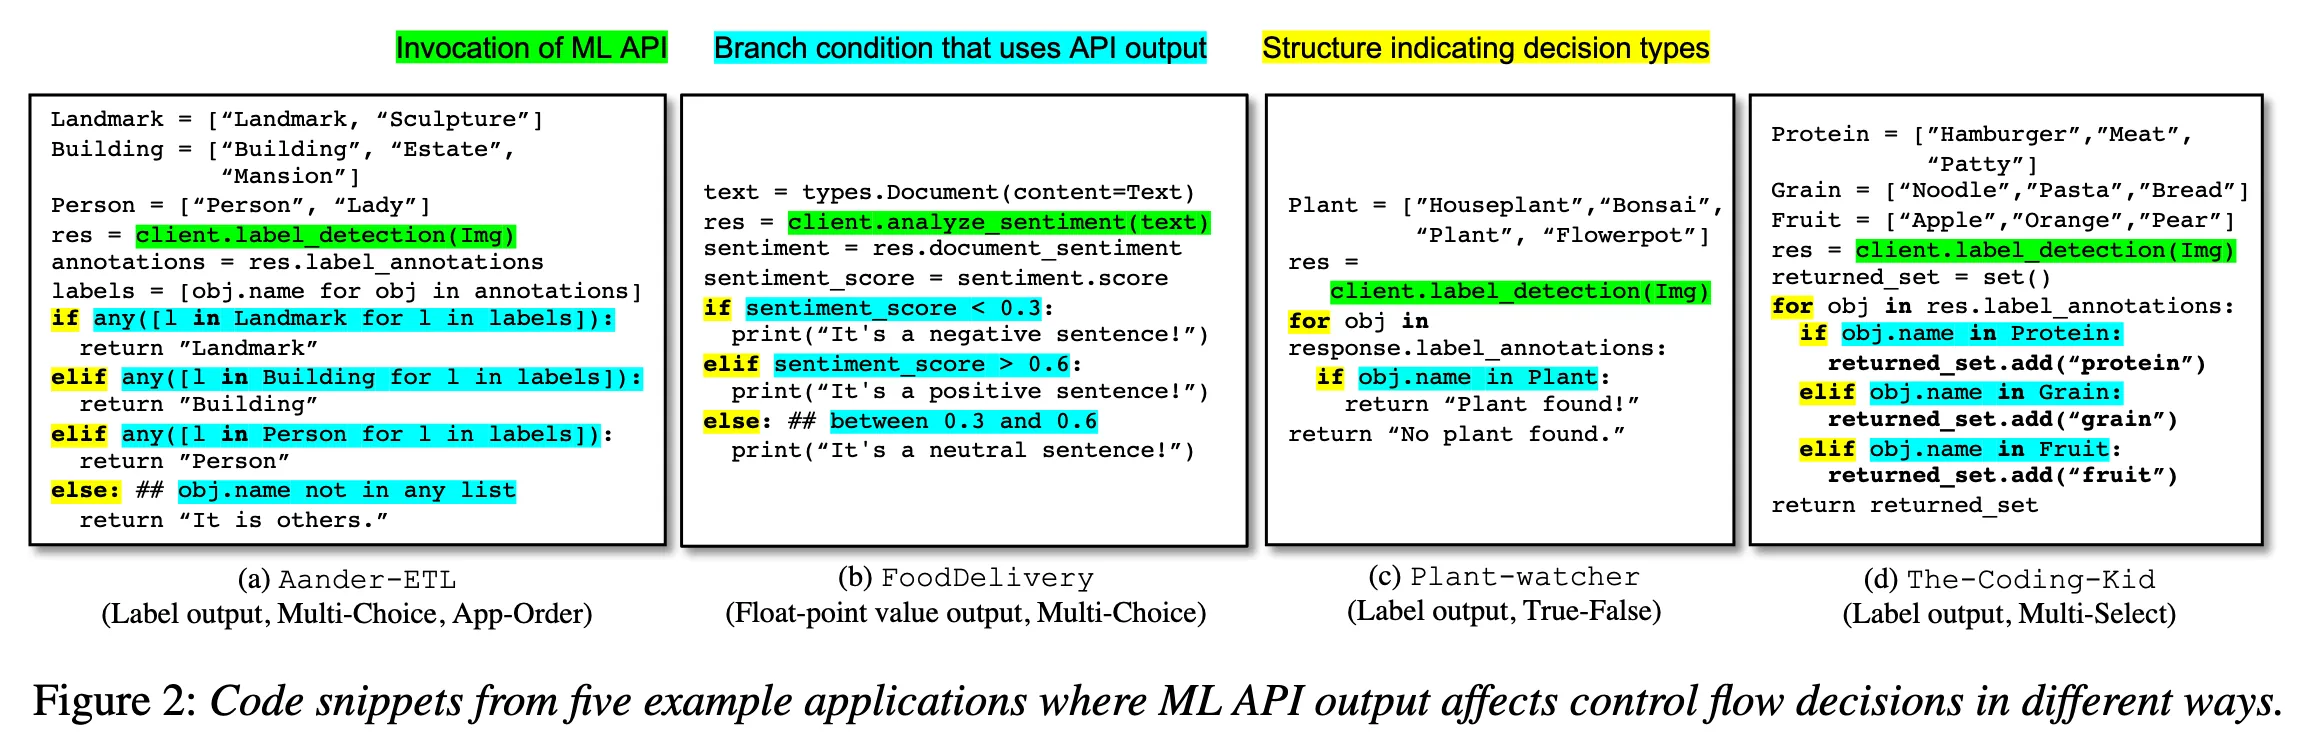 Invocation of ML API
Branch condition that uses API output
Structure indicating decision types
Landmark = [“Landmark, “Sculpture”]
Building = [“Building”, “Estate”,
“Mansion”]
Person = [“Person”, “Lady”]
res = client.label_detection(Img)
annotations = res.label_annotations
labels = [obj.name for obj in annotations]
if any([l in Landmark for l in labels]):
return ”Landmark”
elif any([l in Building for l in labels]):
return ”Building”
elif any([l in Person for l in labels]):
return ”Person”
else: ## obj.name not in any list
return “It is others.”
(a) Aander-ETL
(Label output, Multi-Choice, App-Order)
text = types.Document(content=Text)
res = client.analyze_sentiment(text)
sentiment = res.document_sentiment
sentiment_score = sentiment.score
if sentiment_score < 0.3:
print(“It's a negative sentence!”)
elif sentiment_score > 0.6:
print(“It's a positive sentence!”)
else: ## between 0.3 and 0.6
print(“It's a neutral sentence!”)
(b) FoodDelivery
(Float-point value output, Multi-Choice)
Plant = [”Houseplant”,“Bonsai”,
“Plant”, “Flowerpot”]
res =
client.label_detection(Img)
for obj in
response.label_annotations:
if obj.name in Plant:
return “Plant found!”
return “No plant found.”
(c) Plant-watcher
(Label output, True-False)
Protein = [”Hamburger”,”Meat”,
“Patty”]
Grain = [“Noodle”,”Pasta”,”Bread”]
Fruit = [“Apple”,”Orange”,”Pear”]
res = client.label_detection(Img)
returned_set = set()
for obj in res.label_annotations:
if obj.name in Protein:
returned_set.add(“protein”)
elif obj.name in Grain:
returned_set.add(“grain”)
elif obj.name in Fruit:
returned_set.add(“fruit”)
return returned_set
(d) The-Coding-Kid
(Label output, Multi-Select)
Figure 2: Code snippets from five example applications where ML API output affects control flow decisions in different ways.